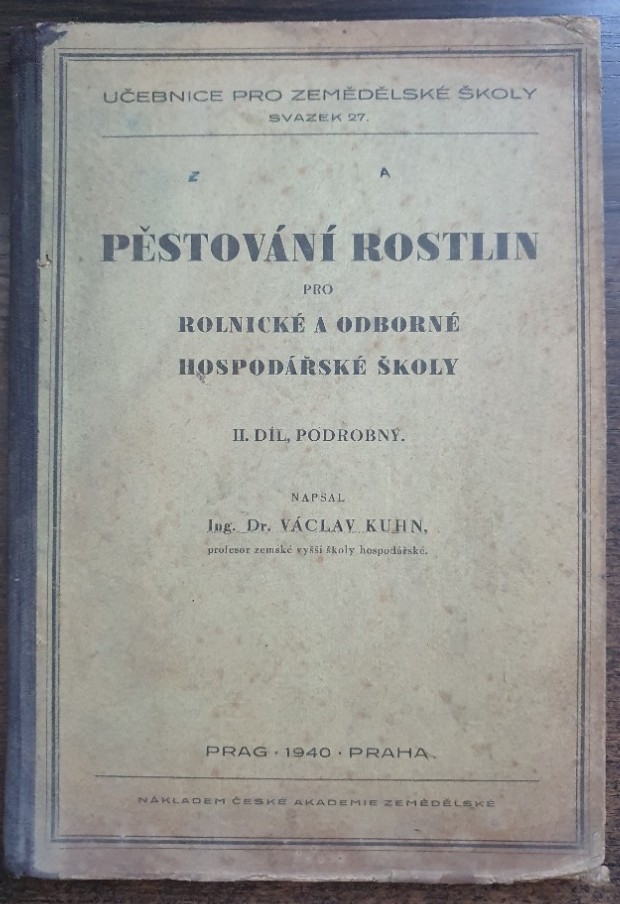 UČEBNICE PRO ZEMĚDĚLSKÉ ŠKOLY
SVAZEK 27.
Z A
PĚSTOVÁNÍ ROSTLIN
PRO
ROLNICKÉ A ODBORNÉ
HOSPODÁŘSKÉ ŠKOLY
II. DÍL, PODROBNÝ.
NAPSAL
Ing. Dr. VÁCLAV KUHN,
profesor zemské vyšší školy hospodářské.
PRAG · 1940 · PRAHA
NÁKLADEM ČESKÉ AKADEMIE ZEMĚDĚLSKÉ